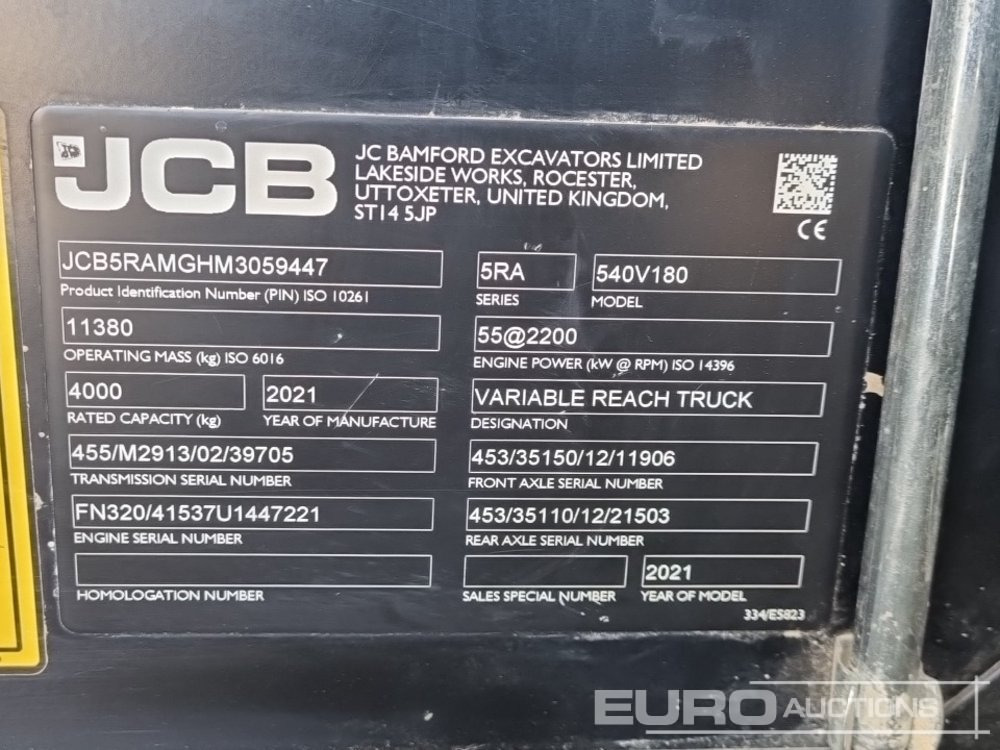 JCB
JC BAMFORD EXCAVATORS LIMITED
LAKESIDE WORKS, ROCESTER,
UTTOXETER, UNITED KINGDOM,
ST14 5JP
CE
JCB5RAMGHM3059447
Product Identification Number (PIN) ISO 10261
5RA
SERIES
540V180
MODEL
11380
OPERATING MASS (kg) ISO 6016
55@2200
ENGINE POWER (kW @ RPM) ISO 14396
4000
RATED CAPACITY (kg)
2021
YEAR OF MANUFACTURE
VARIABLE REACH TRUCK
DESIGNATION
455/M2913/02/39705
TRANSMISSION SERIAL NUMBER
453/35150/12/11906
FRONT AXLE SERIAL NUMBER
FN320/41537U1447221
ENGINE SERIAL NUMBER
453/35110/12/21503
REAR AXLE SERIAL NUMBER
HOMOLOGATION NUMBER
SALES SPECIAL NUMBER
2021
YEAR OF MODEL
334/E5823
EURO AUCTIONS